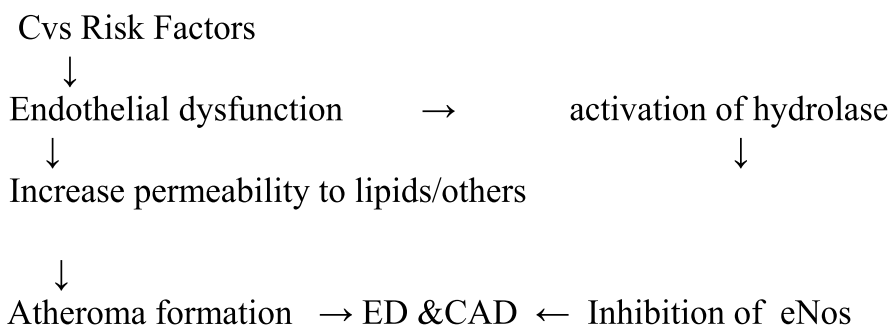 Cvs Risk Factors
↓
Endothelial dysfunction → activation of hydrolase
↓ ↓
Increase permeability to lipids/others
↓
Atheroma formation → ED &CAD ← Inhibition of eNos